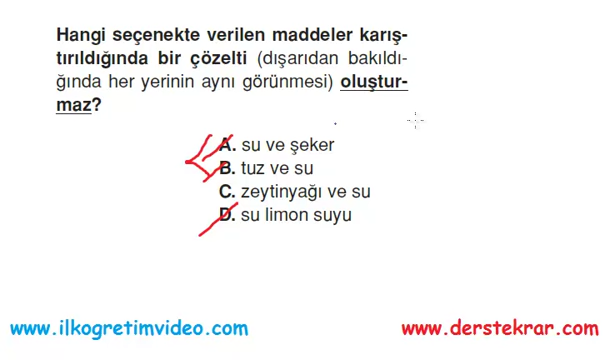 Hangi seçenekte verilen maddeler karış-
tırıldığında bir çözelti (dışarıdan bakıldı-
ğında her yerinin aynı görünmesi) oluştur-
maz?
A. su ve şeker
B. tuz ve su
C. zeytinyağı ve su
D. su limon suyu
www.ilkogretimvideo.com
www.derstekrar.com